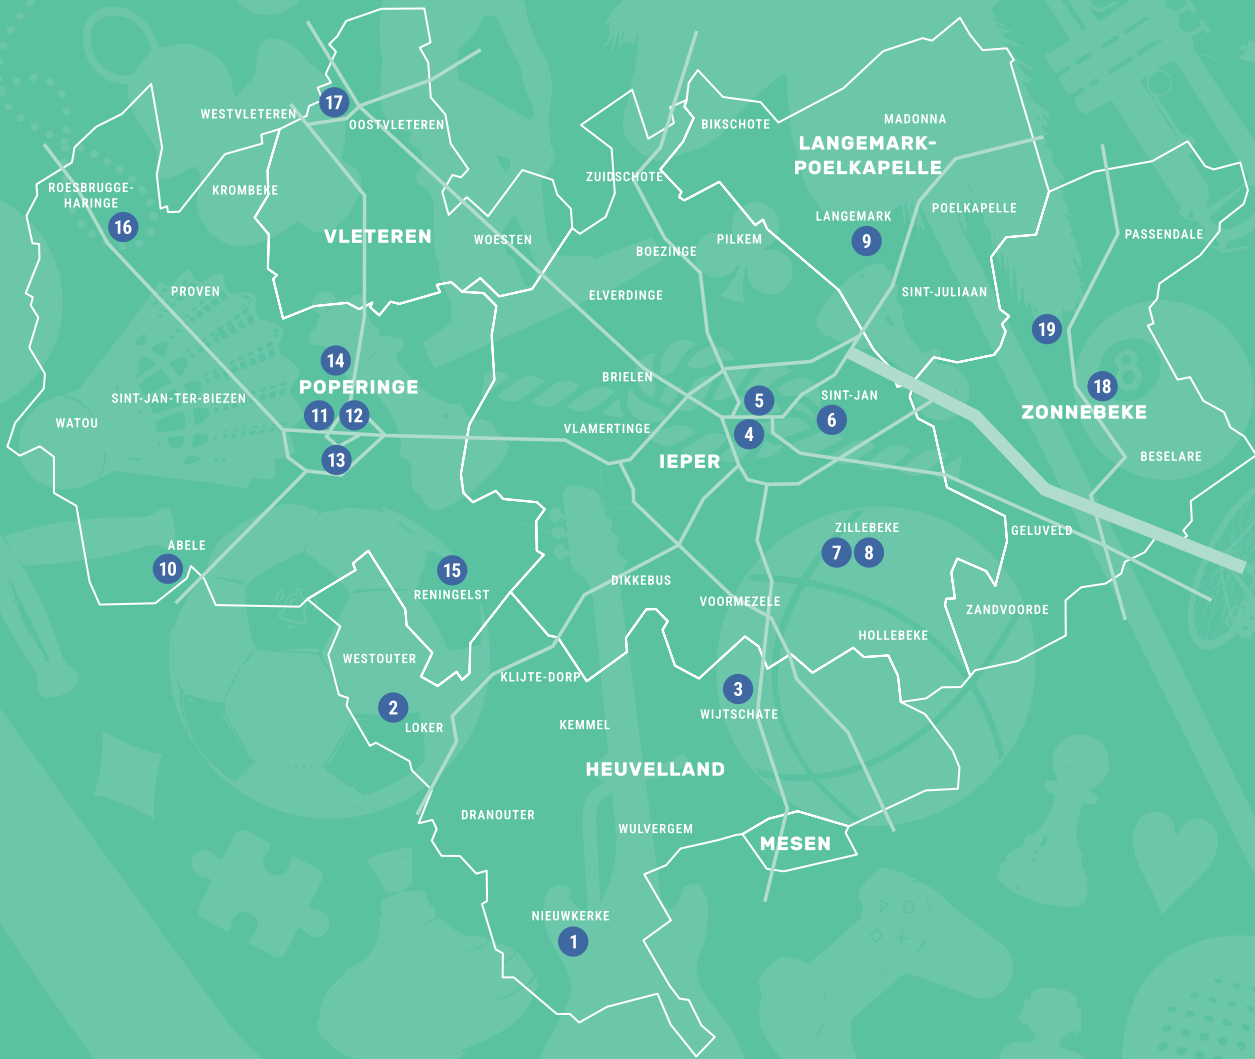 17
WESTVLETEREN
OOSTVLETEREN
BIKSCHOTE
MADONNA
LANGEMARK-
POELKAPELLE
ZUIDSCHOTE
ROESBRUGGE-
HARINGE
KROMBEKE
16
VLETEREN
WOESTEN
LANGEMARK
POELKAPELLE
9
PASSENDALE
BOEZINGE
PILKEM
PROVEN
ELVERDINGE
SINT-JULIAAN
19
14
POPERINGE
BRIELEN
8
18
SINT-JAN-TER-BIEZEN
11
12
5
SINT-JAN
6
ZONNEBEKE
WATOU
VLAMERTINGE
4
13
IEPER
BESELARE
ZILLEBEKE
7
8
GELUVELD
ABELE
10
15
RENINGELST
DIKKEBUS
VOORMEZELE
ZANDVOORDE
HOLLEBEKE
WESTOUTER
KLIJTE-DORP
3
WIJTSCHATE
2
LOKER
KEMMEL
HEUVELLAND
DRANOUTER
WULVERGEM
MESEN
NIEUWKERKE
1